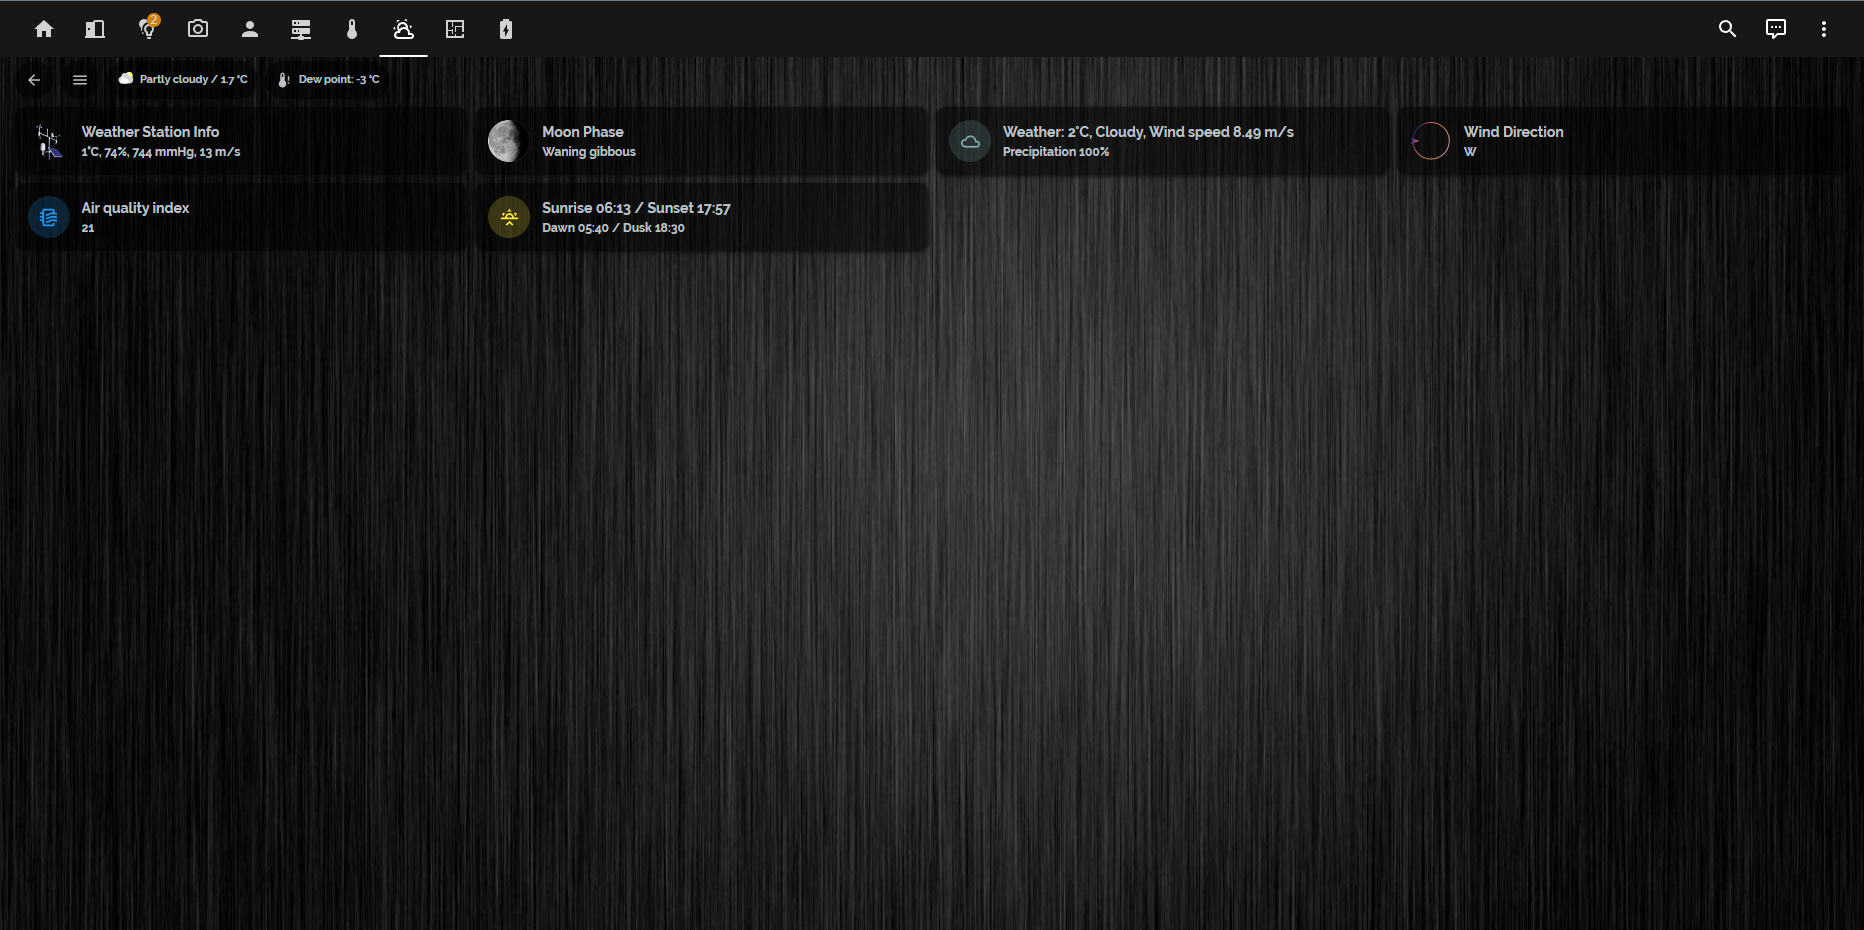 2
Partly cloudy / 1.7 °C
Dew point: -3 °C
Weather Station Info
1°C, 74%, 744 mmHg, 13 m/s
Moon Phase
Waning gibbous
Weather: 2°C, Cloudy, Wind speed 8.49 m/s
Precipitation 100%
Wind Direction
W
Air quality index
21
Sunrise 06:13 / Sunset 17:57
Dawn 05:40 / Dusk 18:30